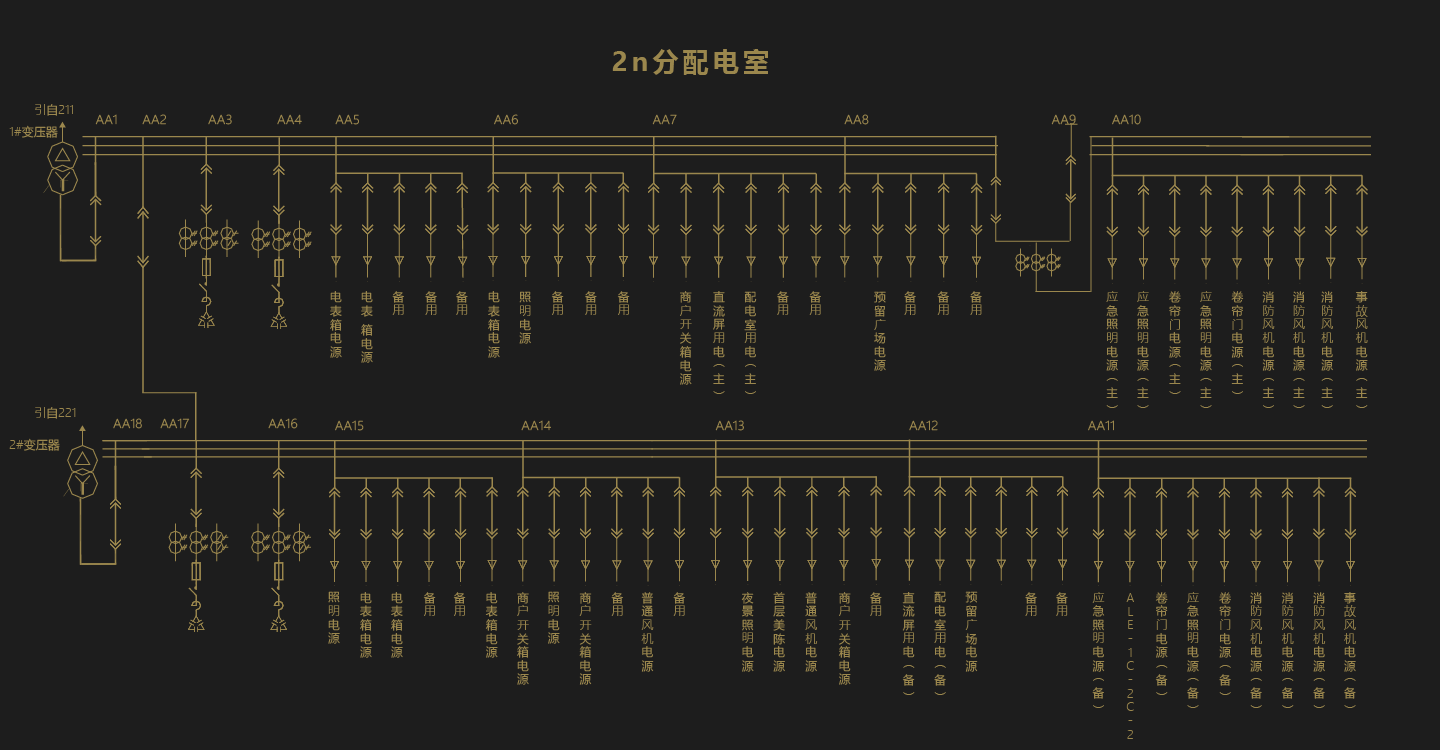 2n分配电室
引自211
1#变压器
AA1
AA2
AA3
AA4
AA5
AA6
AA7
AA8
AA9
AA10
电表箱电源
电表 箱电源
备用
备用
备用
电表箱电源
照明电源
备用
备用
备用
商户开关箱电源
直流屏用电（主）
配电室用电（主）
备用
备用
预留广场电源
备用
备用
备用
应急照明电源（主）
应急照明电源（主）
卷帘门电源（主）
应急照明电源（主）
卷帘门电源（主）
消防风机电源（主）
消防风机电源（主）
消防风机电源（主）
事故风机电源（主）
引自221
2#变压器
AA18
AA17
AA16
AA15
AA14
AA13
AA12
AA11
照明电源
电表箱电源
电表箱电源
备用
备用
电表箱电源
商户开关箱电源
照明电源
商户开关箱电源
备用
普通风机电源
备用
夜景照明电源
首层美陈电源
普通风机电源
商户开关箱电源
备用
直流屏用电（备）
配电室用电（备）
预留广场电源
备用
备用
应急照明电源（备）
ALE-1C-2C-2
卷帘门电源（备）
应急照明电源（备）
卷帘门电源（备）
消防风机电源（备）
消防风机电源（备）
消防风机电源（备）
事故风机电源（备）